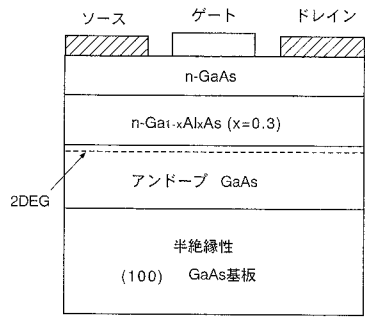 ソース ゲート ドレイン
n-GaAs
n-Ga1-xAlxAs (x=0.3)
2DEG
アンドープ GaAs
半絶縁性
(100) GaAs基板